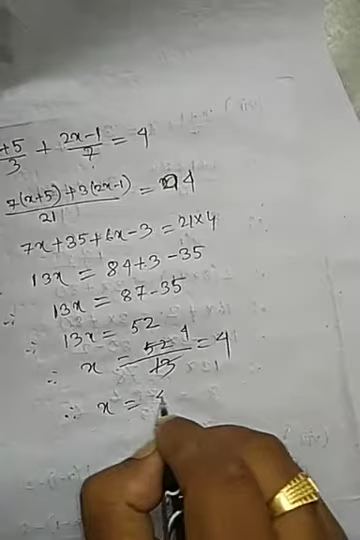 +5/3 + 2x-1/7 = 4
7(x+5)+3(2x-1)/21 = 4
7x+35+6x-3 = 21×4
13x = 84+3-35
∴ 13x = 87-35
∴ 13x = 52
∴ x = 52/13 4 = 4
∴ x =